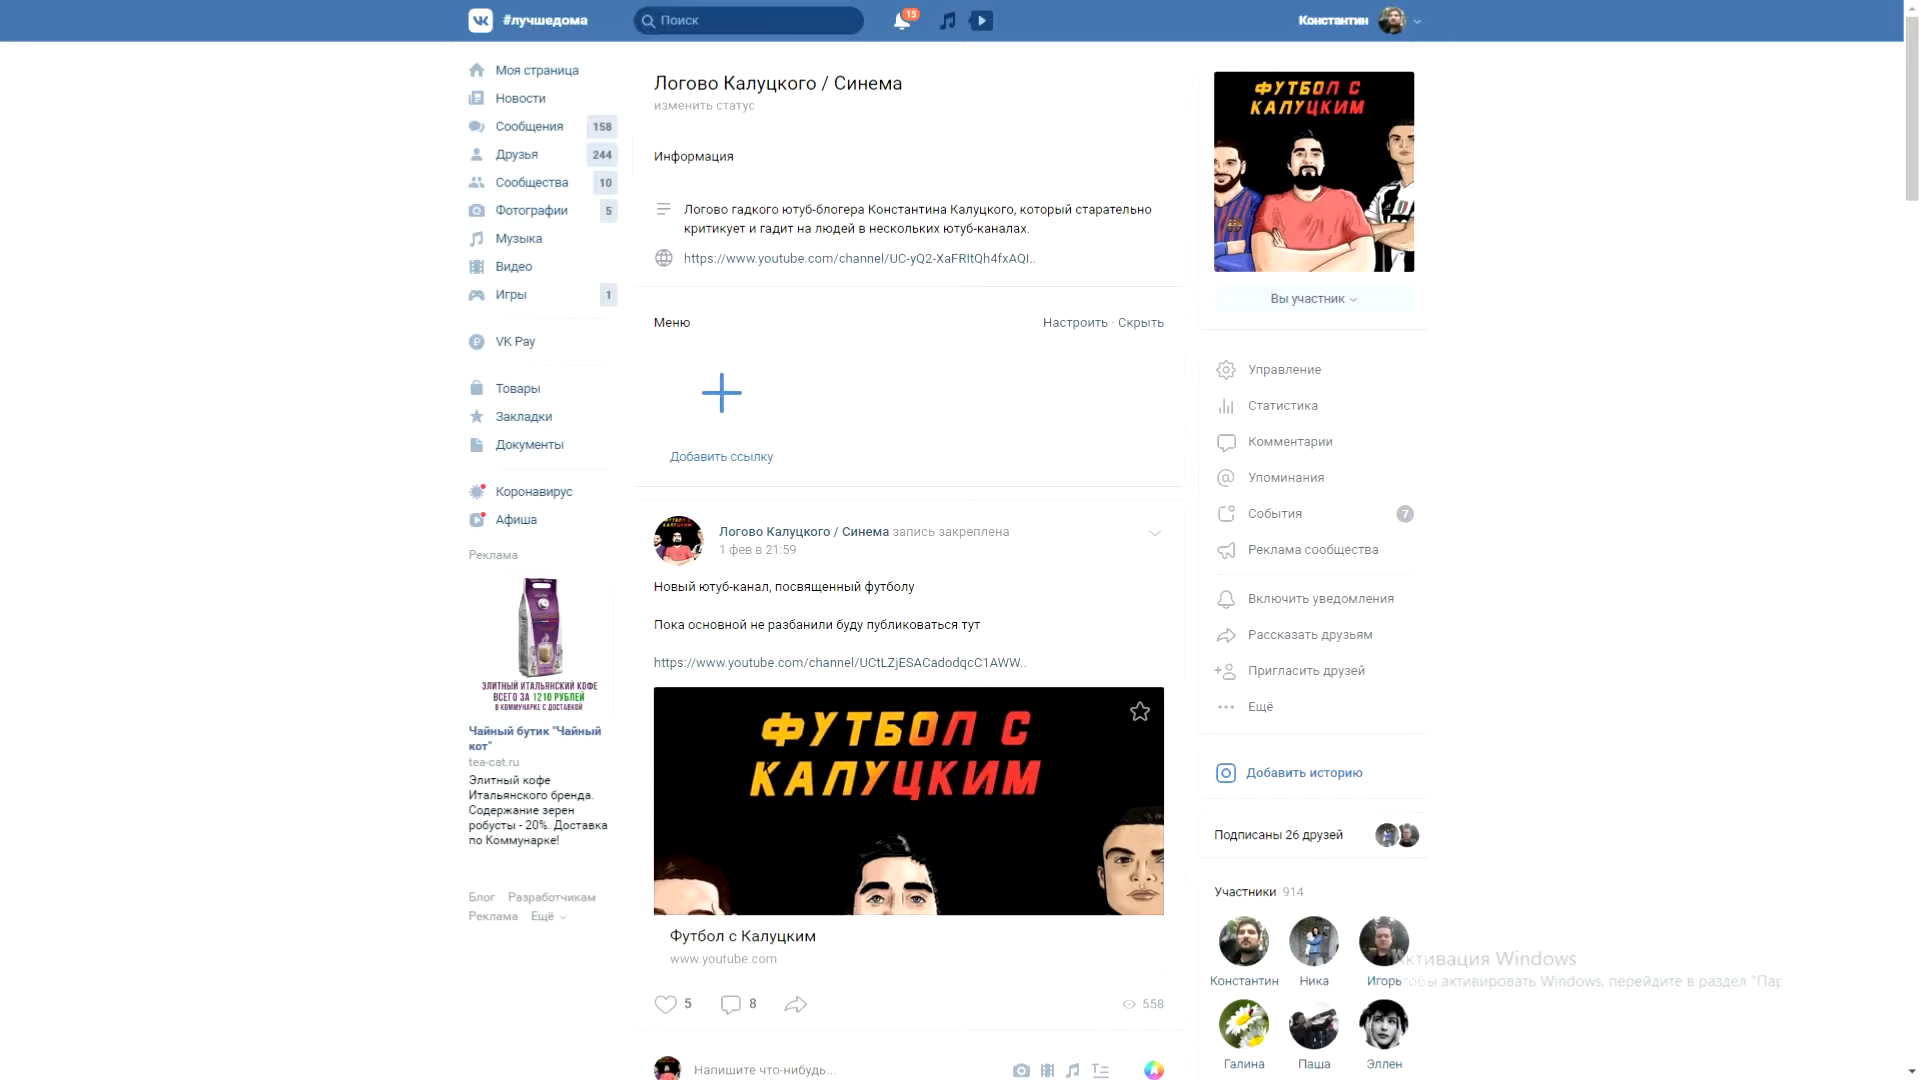 #лучшедома
Поиск
15
Константин
Моя страница
Новости
Сообщения 158
Друзья 244
Сообщества 10
Фотографии 5
Музыка
Видео
Игры 1
VK Pay
Товары
Закладки
Документы
Коронавирус
Афиша
Реклама
ЭЛИТНЫЙ ИТАЛЬЯНСКИЙ КОФЕ
ВСЕГО ЗА 1210 РУБЛЕЙ
В КОММУНАРКЕ С ДОСТАВКОЙ
Чайный бутик "Чайный
кот"
tea-cat.ru
Элитный кофе
Итальянского бренда.
Содержание зерен
робусты - 20%. Доставка
по Коммунарке!
Блог Разработчикам
Реклама Ещё
Логово Калуцкого / Синема
изменить статус
Информация
Логово гадкого ютуб-блогера Константина Калуцкого, который старательно
критикует и гадит на людей в нескольких ютуб-каналах.
https://www.youtube.com/channel/UC-yQ2-XaFRItQh4fxAQI..
Меню
Настроить · Скрыть
Добавить ссылку
Логово Калуцкого / Синема запись закреплена
1 фев в 21:59
Новый ютуб-канал, посвященный футболу
Пока основной не разбанили буду публиковаться тут
https://www.youtube.com/channel/UCtLZjESACadodqcC1AWW..
ФУТБОЛ С
КАЛУЦКИМ
Футбол с Калуцким
www.youtube.com
5 8 558
Напишите что-нибудь...
ФУТБОЛ С
КАЛУЦКИМ
Вы участник
Управление
Статистика
Комментарии
Упоминания
События 7
Реклама сообщества
Включить уведомления
Рассказать друзьям
Пригласить друзей
Ещё
Добавить историю
Подписаны 26 друзей
Участники 914
Константин Ника Игорь
Галина Паша Эллен
Активация Windows
Чтобы активировать Windows, перейдите в раздел "Пар